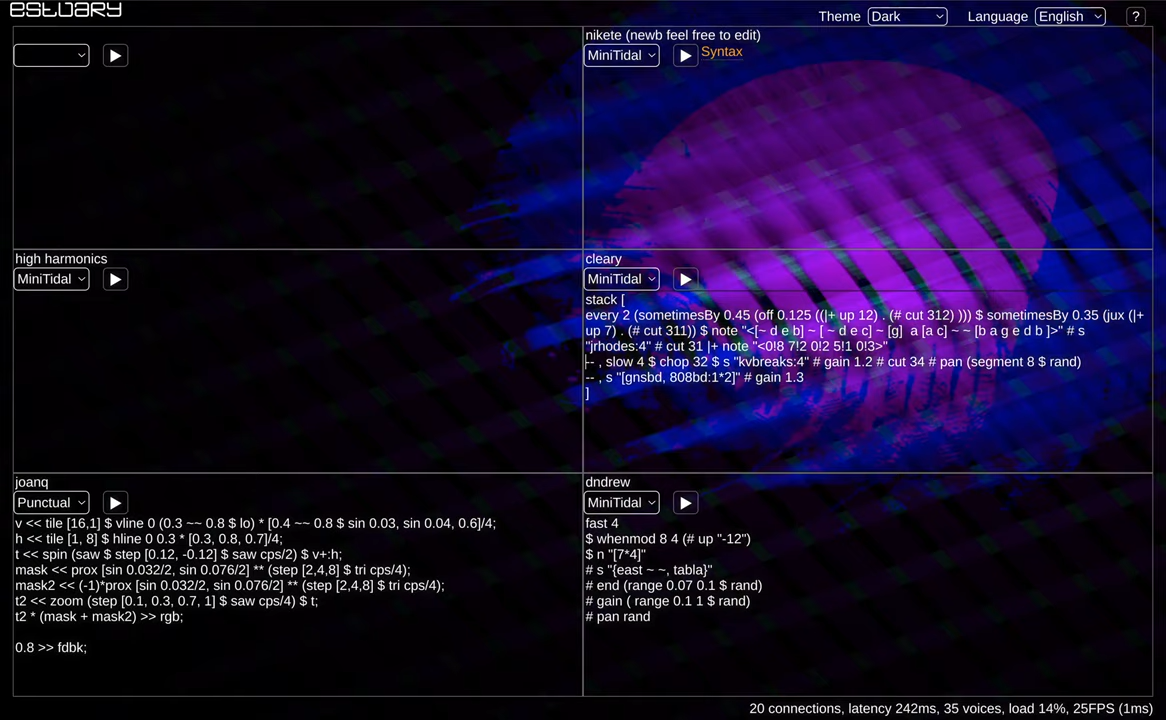 estuary
Theme Dark Language English ?
nikete (newb feel free to edit)
MiniTidal Syntax
high harmonics
MiniTidal
cleary
MiniTidal
stack [
every 2 (sometimesBy 0.45 (off 0.125 ((|+ up 12) . (# cut 312) ))) $ sometimesBy 0.35 (jux (|+
up 7) . (# cut 311)) $ note "<[~ d e b] ~ [ ~ d e c] ~ [g]  a [a c] ~ ~ [b a g e d b ]>" # s
"jrhodes:4" # cut 31 |+ note "<0!8 7!2 0!2 5!1 0!3>"
-- , slow 4 $ chop 32 $ s "kvbreaks:4" # gain 1.2 # cut 34 # pan (segment 8 $ rand)
-- , s "[gnsbd, 808bd:1*2]" # gain 1.3
]
joanq
Punctual
v << tile [16,1] $ vline 0 (0.3 ~~ 0.8 $ lo) * [0.4 ~~ 0.8 $ sin 0.03, sin 0.04, 0.6]/4;
h << tile [1, 8] $ hline 0 0.3 * [0.3, 0.8, 0.7]/4;
t << spin (saw $ step [0.12, -0.12] $ saw cps/2) $ v+:h;
mask << prox [sin 0.032/2, sin 0.076/2] ** (step [2,4,8] $ tri cps/4);
mask2 << (-1)*prox [sin 0.032/2, sin 0.076/2] ** (step [2,4,8] $ tri cps/4);
t2 << zoom (step [0.1, 0.3, 0.7, 1] $ saw cps/4) $ t;
t2 * (mask + mask2) >> rgb;
0.8 >> fdbk;
dndrew
MiniTidal
fast 4
$ whenmod 8 4 (# up "-12")
$ n "[7*4]"
# s "{east ~ ~, tabla}"
# end (range 0.07 0.1 $ rand)
# gain ( range 0.1 1 $ rand)
# pan rand
20 connections, latency 242ms, 35 voices, load 14%, 25FPS (1ms)